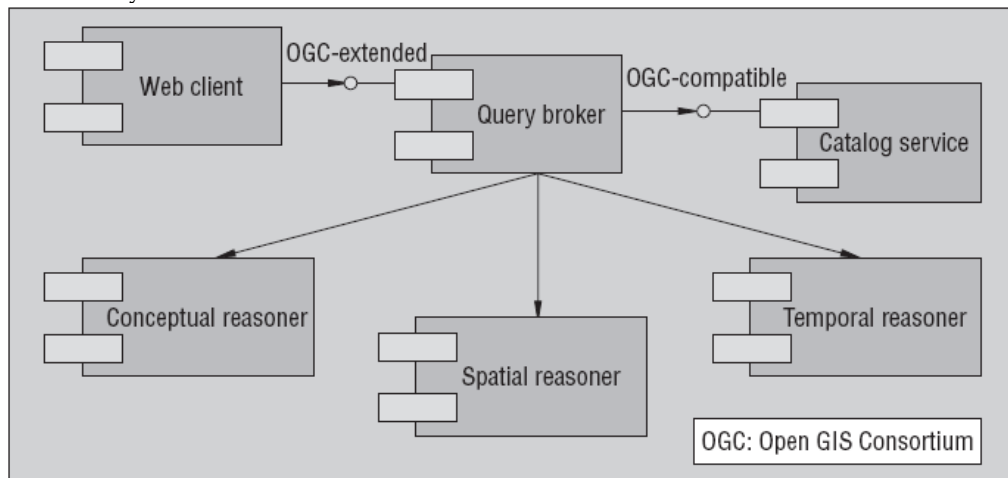 OGC-extended
Web client
OGC-compatible
Query broker
Catalog service
Conceptual reasoner
Temporal reasoner
Spatial reasoner
OGC: Open GIS Consortium